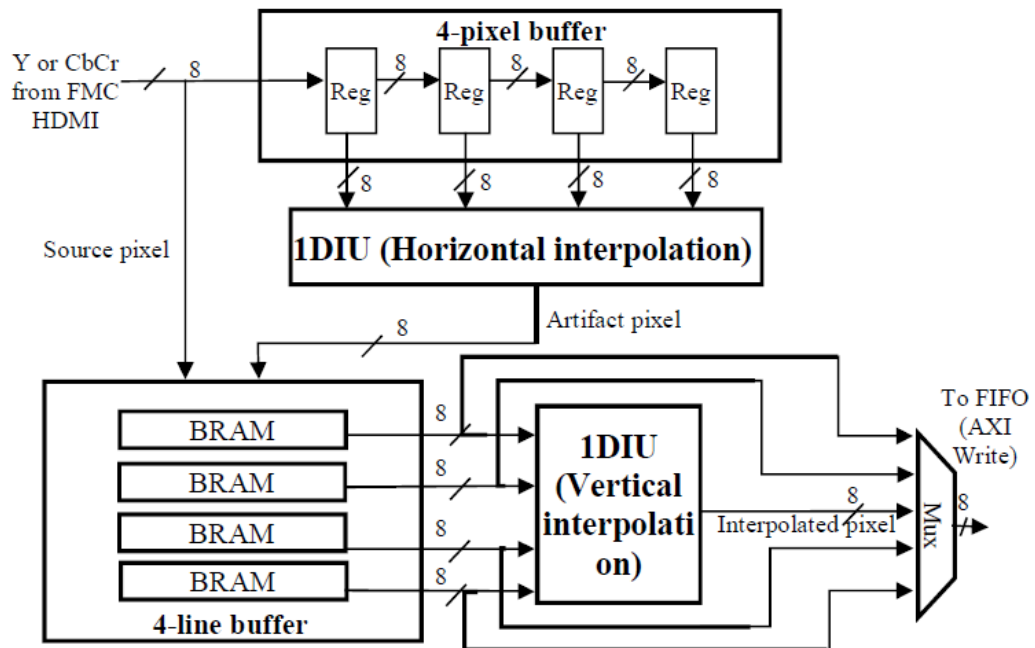 4-pixel buffer
Y or CbCr
from FMC
HDMI
8
8
8
8
Reg
Reg
Reg
Reg
8
8
8
8
1DIU (Horizontal interpolation)
Source pixel
Artifact pixel
8
BRAM
BRAM
BRAM
BRAM
4-line buffer
8
8
8
8
1DIU
(Vertical
interpolati
on)
Interpolated pixel
8
To FIFO
(AXI
Write)
Mux
8